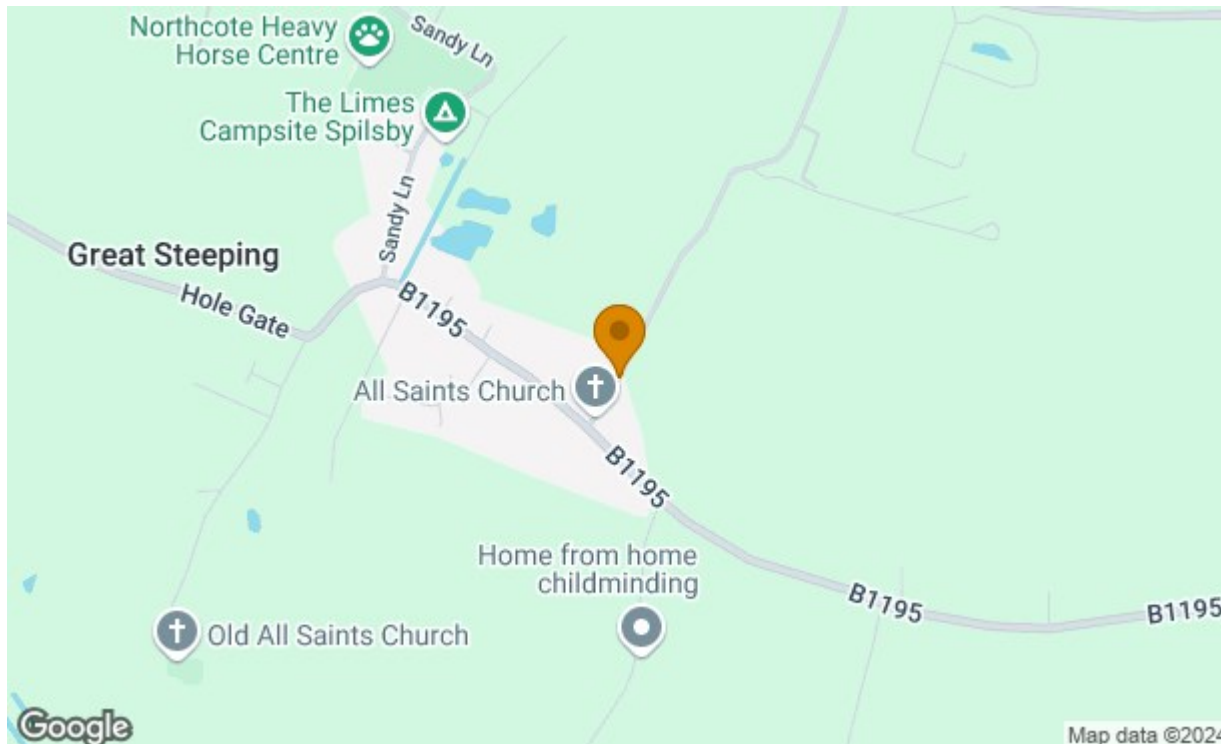 Northcote Heavy
Horse Centre
Sandy Ln
The Limes
Campsite Spilsby
Sandy Ln
Great Steeping
Hole Gate
B1195
All Saints Church
B1195
Home from home
childminding
B1195
B1195
Old All Saints Church
Google
Map data ©2024